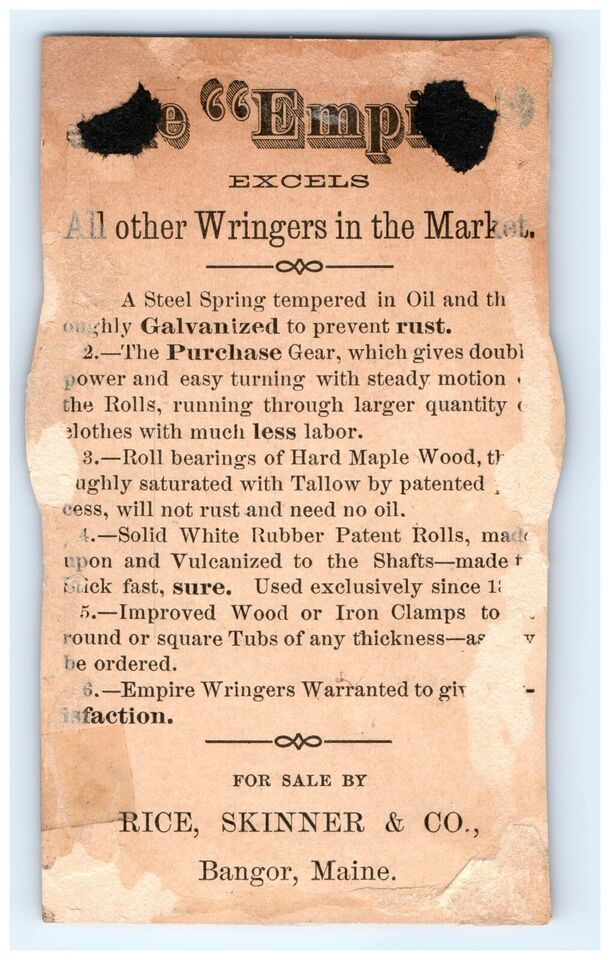 “Empi
EXCELS
All other Wringers in the Market.
A Steel Spring tempered in Oil and th
oughly Galvanized to prevent rust.
2.—The Purchase Gear, which gives doubl
power and easy turning with steady motion
the Rolls, running through larger quantity
clothes with much less labor.
3.—Roll bearings of Hard Maple Wood, th
ughly saturated with Tallow by patented
cess, will not rust and need no oil.
4.—Solid White Rubber Patent Rolls, made
upon and Vulcanized to the Shafts—made t
stick fast, sure. Used exclusively since
5.—Improved Wood or Iron Clamps to
round or square Tubs of any thickness—as
be ordered.
6.—Empire Wringers Warranted to giv
isfaction.
FOR SALE BY
RICE, SKINNER & CO.,
Bangor, Maine.